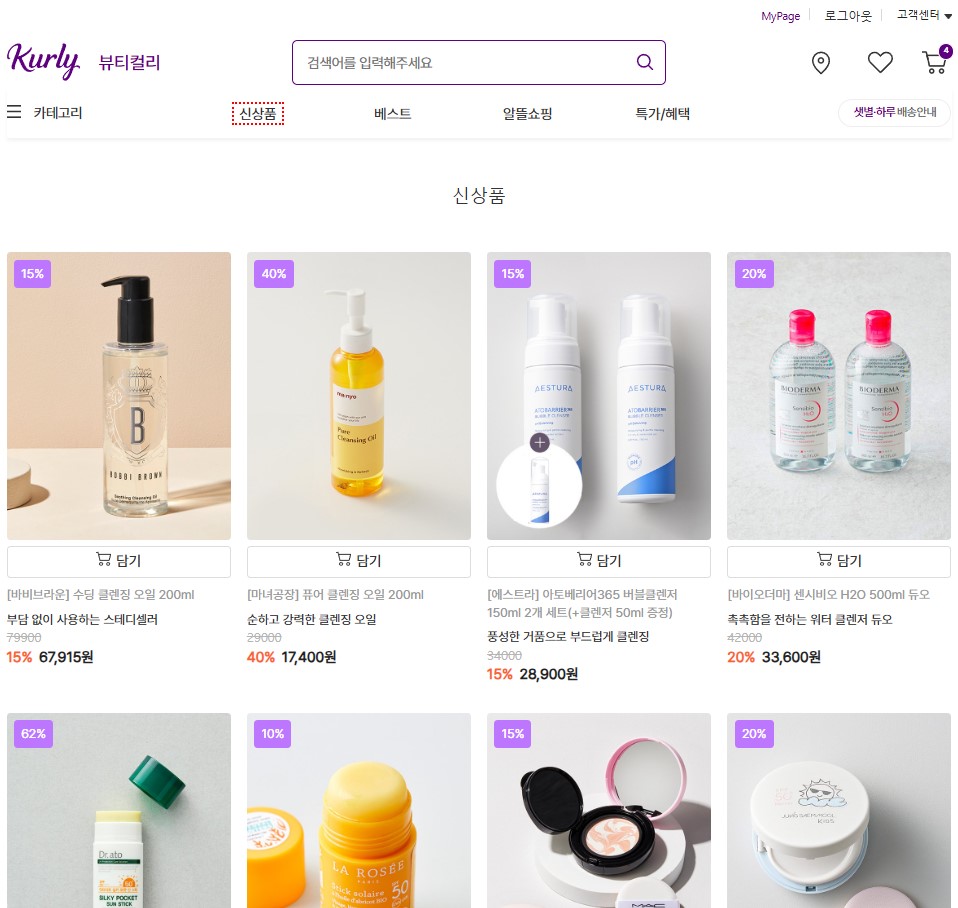 MyPage
로그아웃
고객센터
Kurly
뷰티컬리
검색어를 입력해주세요
4
카테고리
신상품
베스트
알뜰쇼핑
특가/혜택
샛별·하루 배송안내
신상품
15%
BOBBI BROWN
Soothing Cleansing Oil
담기
[바비브라운] 수딩 클렌징 오일 200ml
부담 없이 사용하는 스테디셀러
79900
15% 67,915원
40%
ma:nyo
Pure
Cleansing Oil
담기
[마녀공장] 퓨어 클렌징 오일 200ml
순하고 강력한 클렌징 오일
29000
40% 17,400원
15%
AESTURA
ATOBARRIER
BUBBLE CLEANSER
AESTURA
ATOBARRIER
BUBBLE CLEANSER
담기
[에스트라] 아토베리어365 버블클렌저
150ml 2개 세트(+클렌저 50ml 증정)
풍성한 거품으로 부드럽게 클렌징
34000
15% 28,900원
20%
BIODERMA
Sensibio
H2O
BIODERMA
Sensibio
H2O
담기
[바이오더마] 센시비오 H2O 500ml 듀오
촉촉함을 전하는 워터 클렌저 듀오
42000
20% 33,600원
62%
Dr.ato
SILKY POCKET
SUN STICK
10%
LA ROSÉE
PARIS
stick solaire
50
15%
MAC
20%
KIDS